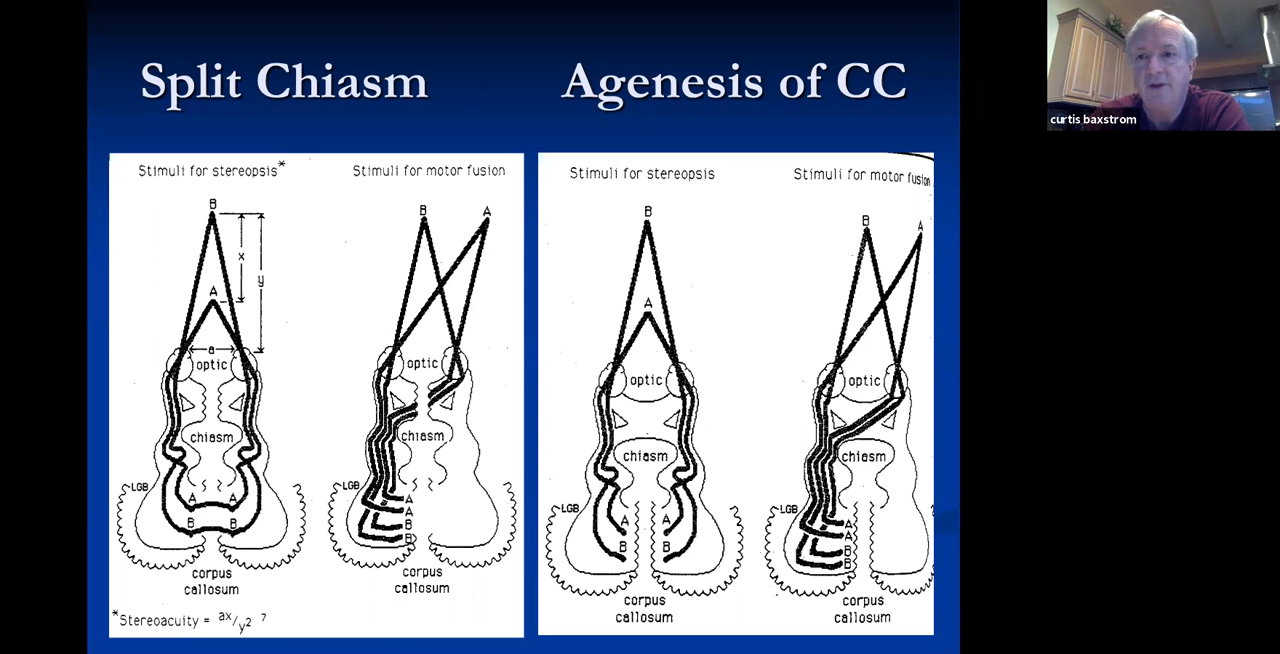 Split Chiasm
Agenesis of CC
curtis baxstrom
Stimuli for stereopsis*
B
x
y
A
a
optic
chiasm
LGB
A A
B B
corpus
callosum
*Stereoacuity = ax/y² ?
Stimuli for motor fusion
B A
optic
chiasm
LGB
A
A
B
B
corpus
callosum
Stimuli for stereopsis
B
A
optic
chiasm
LGB
A A
B B
corpus
callosum
Stimuli for motor fusion
B A
optic
chiasm
LGB
A
A
B
B
corpus
callosum